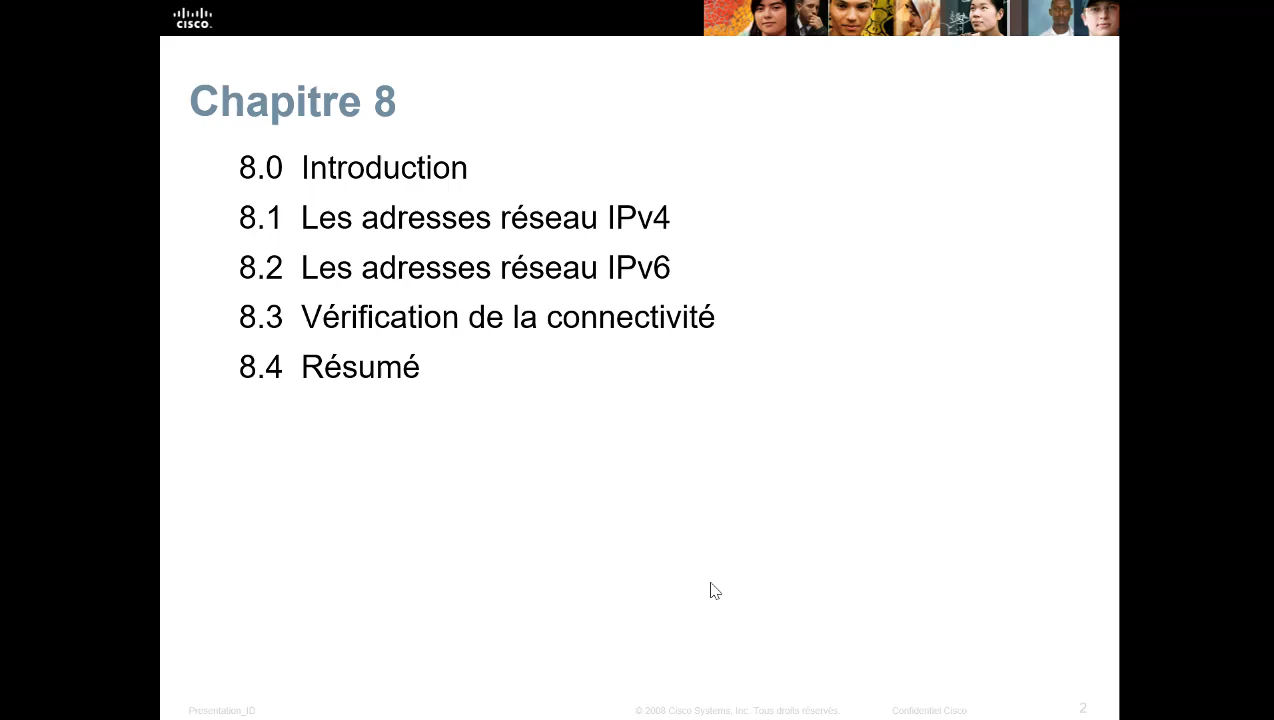 CISCO.
Chapitre 8
8.0 Introduction
8.1 Les adresses réseau IPv4
8.2 Les adresses réseau IPv6
8.3 Vérification de la connectivité
8.4 Résumé
Presentation_ID © 2008 Cisco Systems, Inc. Tous droits réservés. Confidentiel Cisco 2